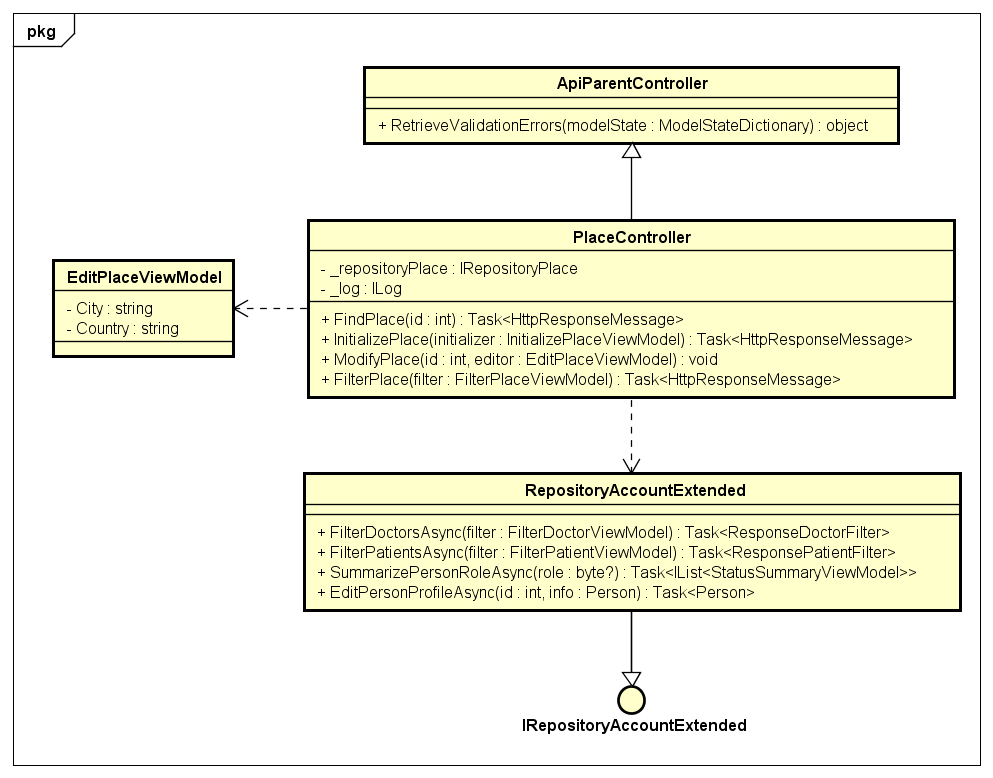 pkg
ApiParentController
+ RetrieveValidationErrors(modelState : ModelStateDictionary) : object
PlaceController
- _repositoryPlace : IRepositoryPlace
- _log : ILog
+ FindPlace(id : int) : Task<HttpResponseMessage>
+ InitializePlace(initializer : InitializePlaceViewModel) : Task<HttpResponseMessage>
+ ModifyPlace(id : int, editor : EditPlaceViewModel) : void
+ FilterPlace(filter : FilterPlaceViewModel) : Task<HttpResponseMessage>
EditPlaceViewModel
- City : string
- Country : string
RepositoryAccountExtended
+ FilterDoctorsAsync(filter : FilterDoctorViewModel) : Task<ResponseDoctorFilter>
+ FilterPatientsAsync(filter : FilterPatientViewModel) : Task<ResponsePatientFilter>
+ SummarizePersonRoleAsync(role : byte?) : Task<IList<StatusSummaryViewModel>>
+ EditPersonProfileAsync(id : int, info : Person) : Task<Person>
IRepositoryAccountExtended